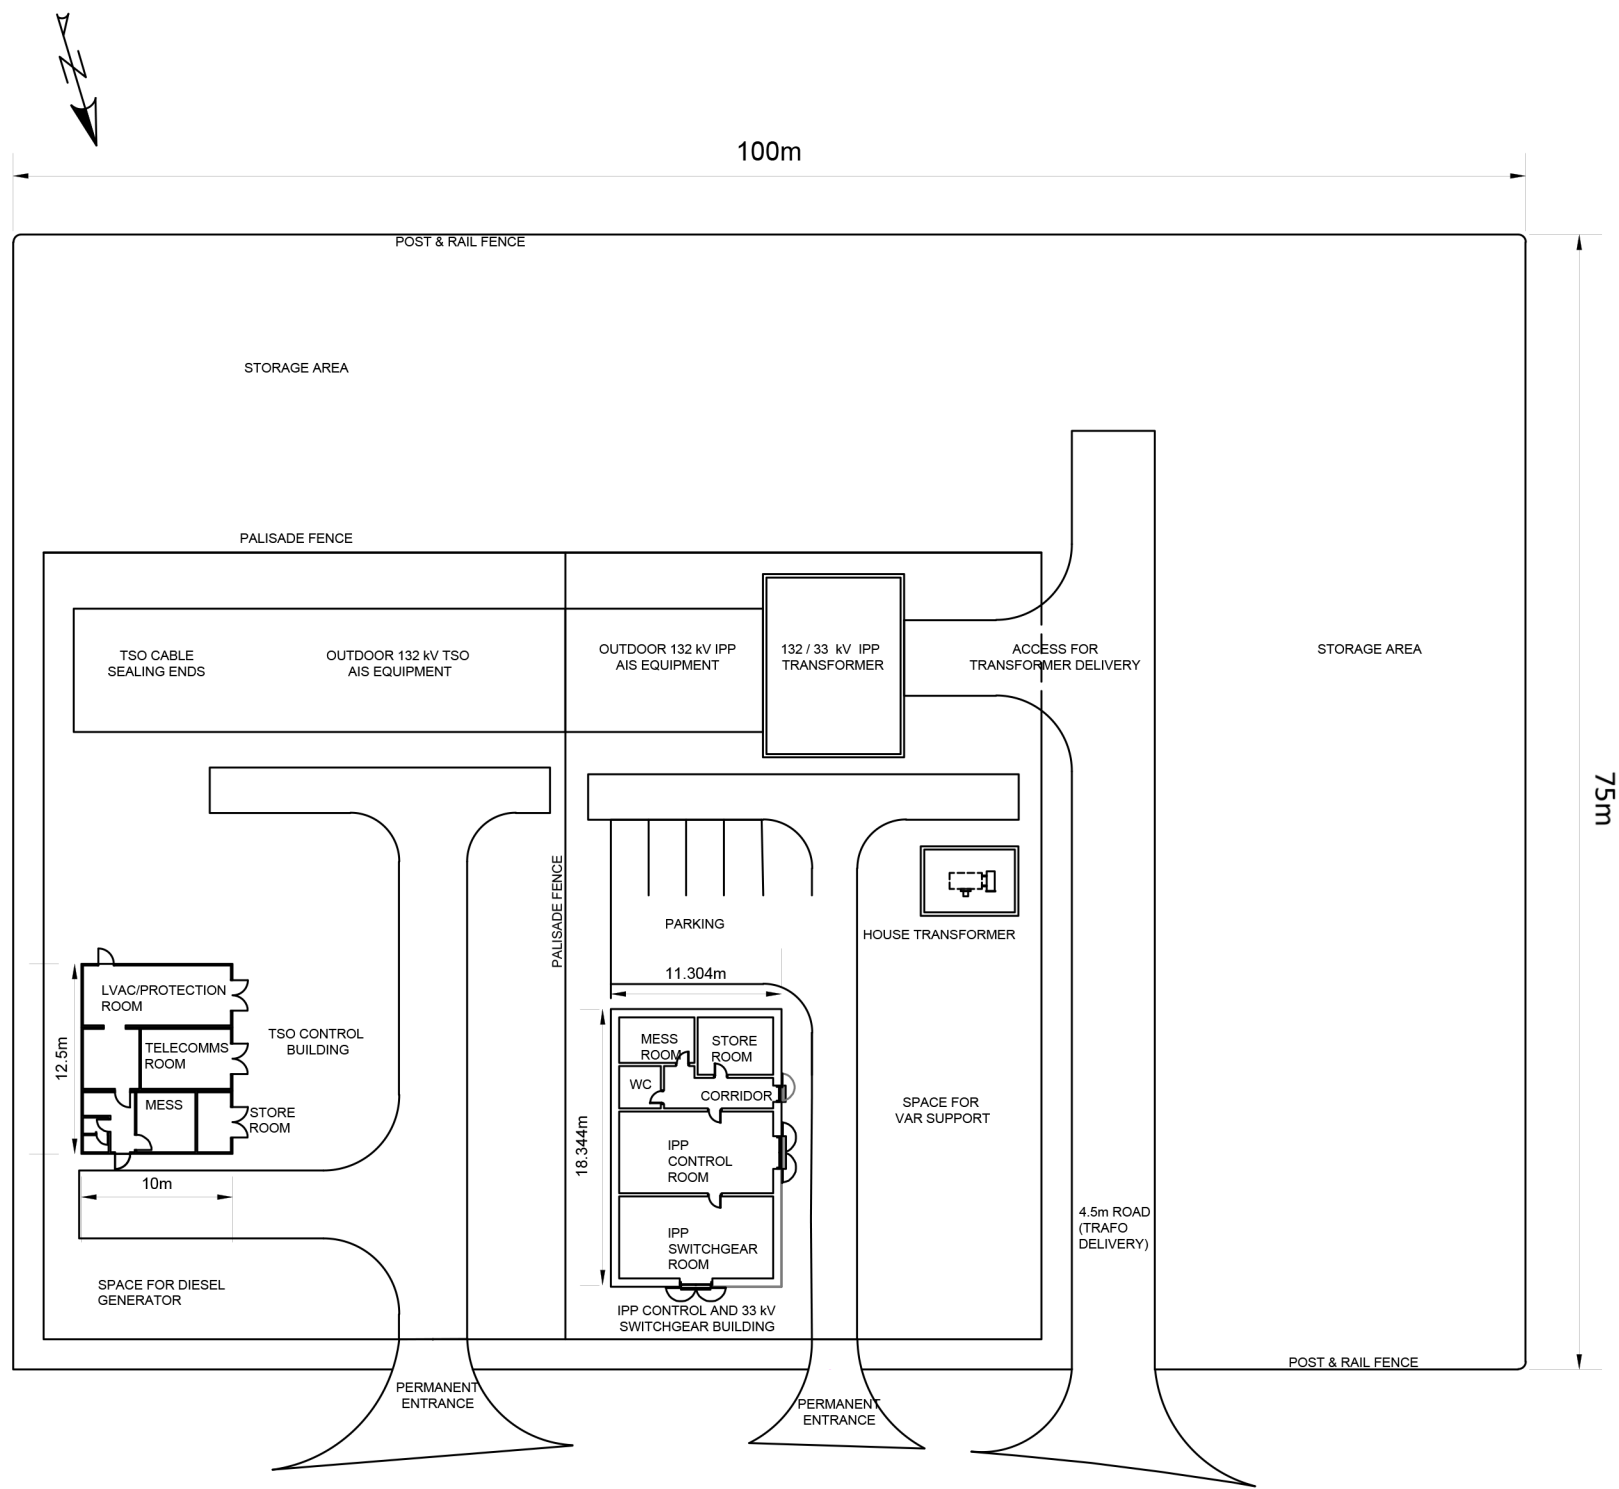 100m
POST & RAIL FENCE
STORAGE AREA
PALISADE FENCE
TSO CABLE
SEALING ENDS
OUTDOOR 132 kV TSO
AIS EQUIPMENT
OUTDOOR 132 kV IPP
AIS EQUIPMENT
132 / 33 kV IPP
TRANSFORMER
ACCESS FOR
TRANSFORMER DELIVERY
STORAGE AREA
75m
PALISADE FENCE
PARKING
HOUSE TRANSFORMER
11.304m
LVAC/PROTECTION
ROOM
12.5m
TELECOMMS
ROOM
TSO CONTROL
BUILDING
MESS
STORE
ROOM
10m
MESS
ROOM
STORE
ROOM
WC
CORRIDOR
18.344m
IPP
CONTROL
ROOM
IPP
SWITCHGEAR
ROOM
SPACE FOR
VAR SUPPORT
4.5m ROAD
(TRAFO
DELIVERY)
SPACE FOR DIESEL
GENERATOR
IPP CONTROL AND 33 kV
SWITCHGEAR BUILDING
POST & RAIL FENCE
PERMANENT
ENTRANCE
PERMANENT
ENTRANCE